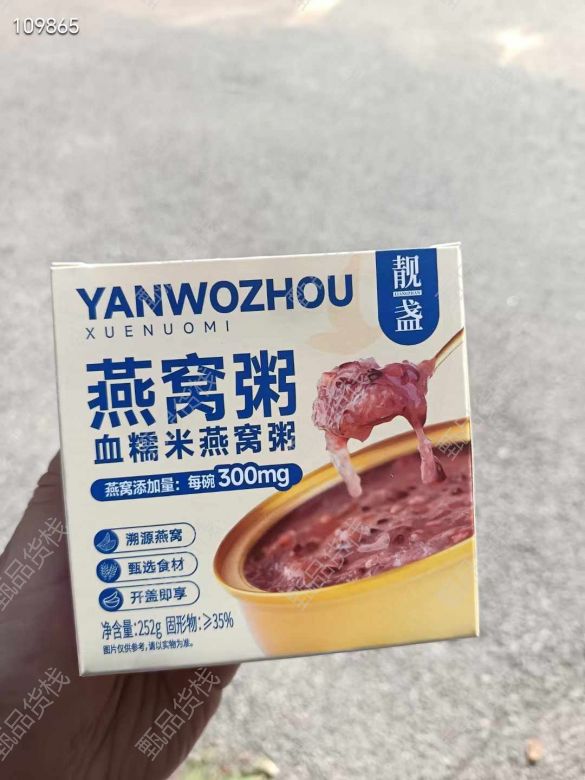 109865
YANWOZHOU
XUENUOMI
靓盏
LIANGZHAN
燕窝粥
血糯米燕窝粥
燕窝添加量：每碗300mg
溯源燕窝
甄选食材
开盖即享
净含量:252g 固形物:≥35%
图片仅供参考,请以实物为准。
甄品货栈